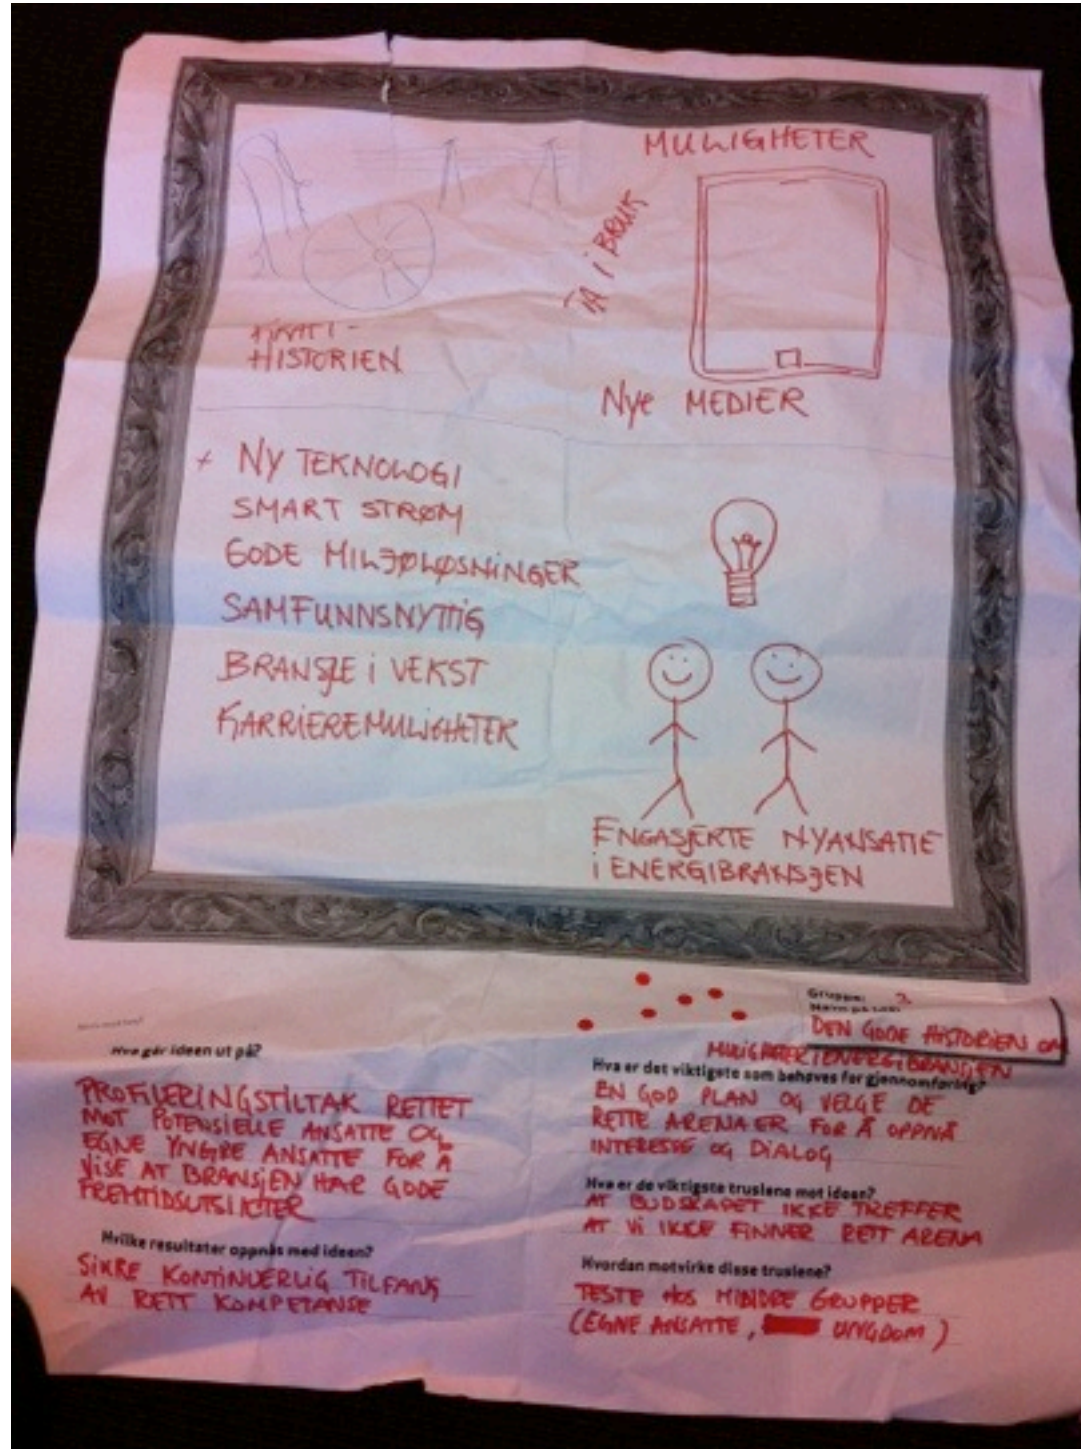 MULIGHETER
TA I BRUK
HISTORIEN
NYE MEDIER
+ NY TEKNOLOGI
SMART STRØM
GODE MILJØLØSNINGER
SAMFUNNSNYTTIG
BRANSJE I VEKST
KARRIEREMULIGHETER
ENGASJERTE NYANSATTE
I ENERGIBRANSJEN
Gruppe: 2
DEN GODE HISTORIEN OM
MULIGHETER I ENERGIBRANSJEN
Hva går ideen ut på?
PROFILERINGSTILTAK RETTET
MOT POTENSIELLE ANSATTE OG
EGNE YNGRE ANSATTE FOR Å
VISE AT BRANSJEN HAR GODE
FREMTIDSUTSIKTER
Hvilke resultater oppnås med ideen?
SIKRE KONTINUERLIG TILFANG
AV RETT KOMPETANSE
Hva er det viktigste som behøves for gjennomføring?
EN GOD PLAN OG VELGE DE
RETTE ARENAER FOR Å OPPNÅ
INTERESSE OG DIALOG
Hva er de viktigste truslene mot ideen?
AT BUDSKAPET IKKE TREFFER
AT VI IKKE FINNER RETT ARENA
Hvordan motvirke disse truslene?
TESTE HOS MINDRE GRUPPER
(EGNE ANSATTE, UNGDOM)